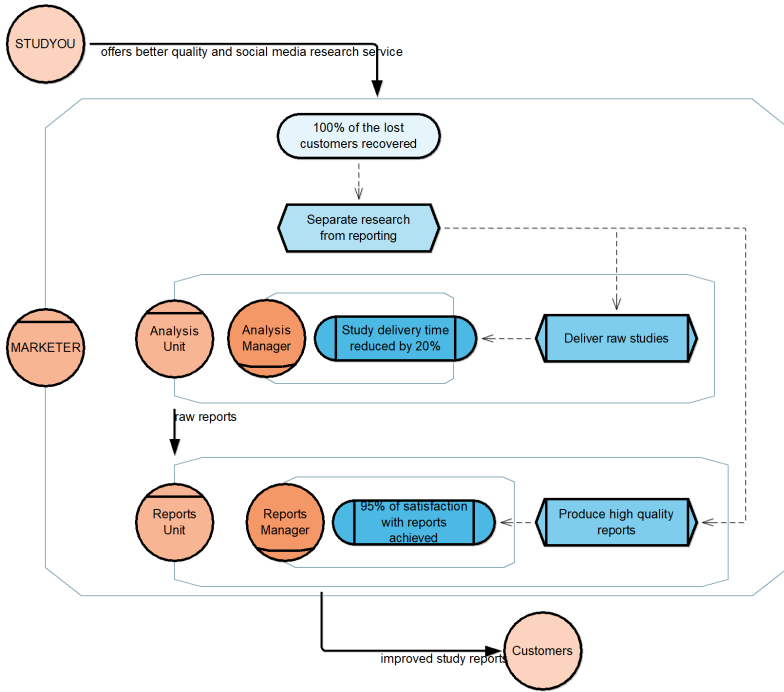 STUDYOU
offers better quality and social media research service
100% of the lost
customers recovered
Separate research
from reporting
MARKETER
Analysis
Unit
Analysis
Manager
Study delivery time
reduced by 20%
Deliver raw studies
raw reports
Reports
Unit
Reports
Manager
95% of satisfaction
with reports
achieved
Produce high quality
reports
improved study reports
Customers